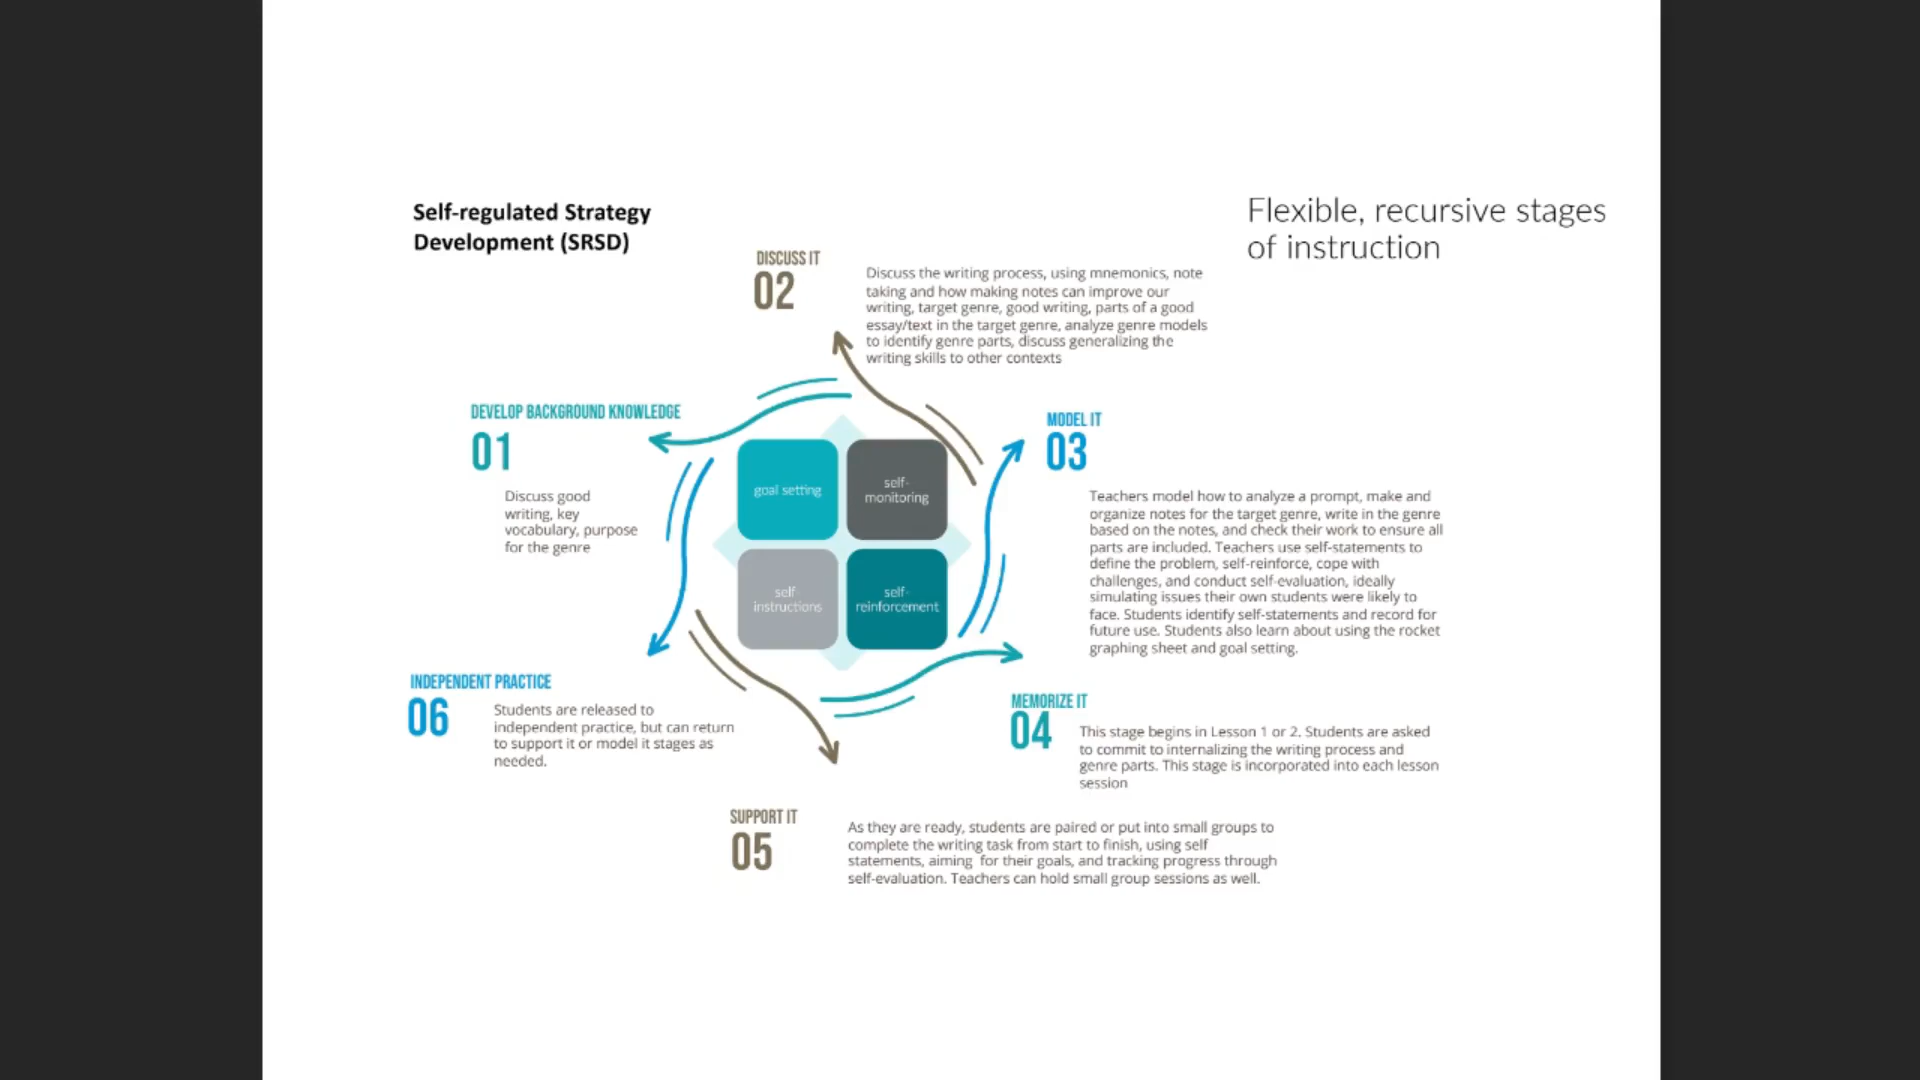 Self-regulated Strategy
Development (SRSD)
Flexible, recursive stages
of instruction
DEVELOP BACKGROUND KNOWLEDGE
01
Discuss good
writing, key
vocabulary, purpose
for the genre
DISCUSS IT
02
Discuss the writing process, using mnemonics, note
taking and how making notes can improve our
writing, target genre, good writing, parts of a good
essay/text in the target genre, analyze genre models
to identify genre parts, discuss generalizing the
writing skills to other contexts
MODEL IT
03
Teachers model how to analyze a prompt, make and
organize notes for the target genre, write in the genre
based on the notes, and check their work to ensure all
parts are included. Teachers use self-statements to
define the problem, self-reinforce, cope with
challenges, and conduct self-evaluation, ideally
simulating issues their own students were likely to
face. Students identify self-statements and record for
future use. Students also learn about using the rocket
graphing sheet and goal setting.
goal setting
self-
monitoring
self
instructions
self-
reinforcement
MEMORIZE IT
04
This stage begins in Lesson 1 or 2. Students are asked
to commit to internalizing the writing process and
genre parts. This stage is incorporated into each lesson
session
SUPPORT IT
05
As they are ready, students are paired or put into small groups to
complete the writing task from start to finish, using self
statements, aiming for their goals, and tracking progress through
self-evaluation. Teachers can hold small group sessions as well.
INDEPENDENT PRACTICE
06
Students are released to
independent practice, but can return
to support it or model it stages as
needed.